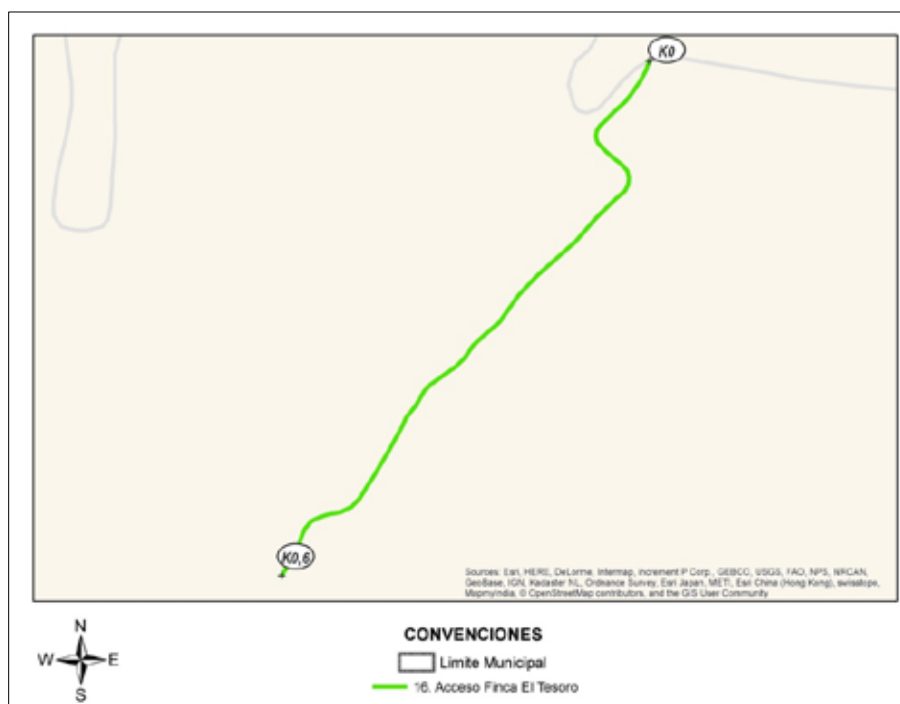 K0
K0,6
Sources: Esri, HERE, DeLorme, Intermap, increment P Corp., GEBCO, USGS, FAO, NPS, NRCAN,
GeoBase, IGN, Kadaster NL, Ordnance Survey, Esri Japan, METI, Esri China (Hong Kong), swisstopo,
MapmyIndia, © OpenStreetMap contributors, and the GIS User Community
N
W E
S
CONVENCIONES
Limite Municipal
16. Acceso Finca El Tesoro